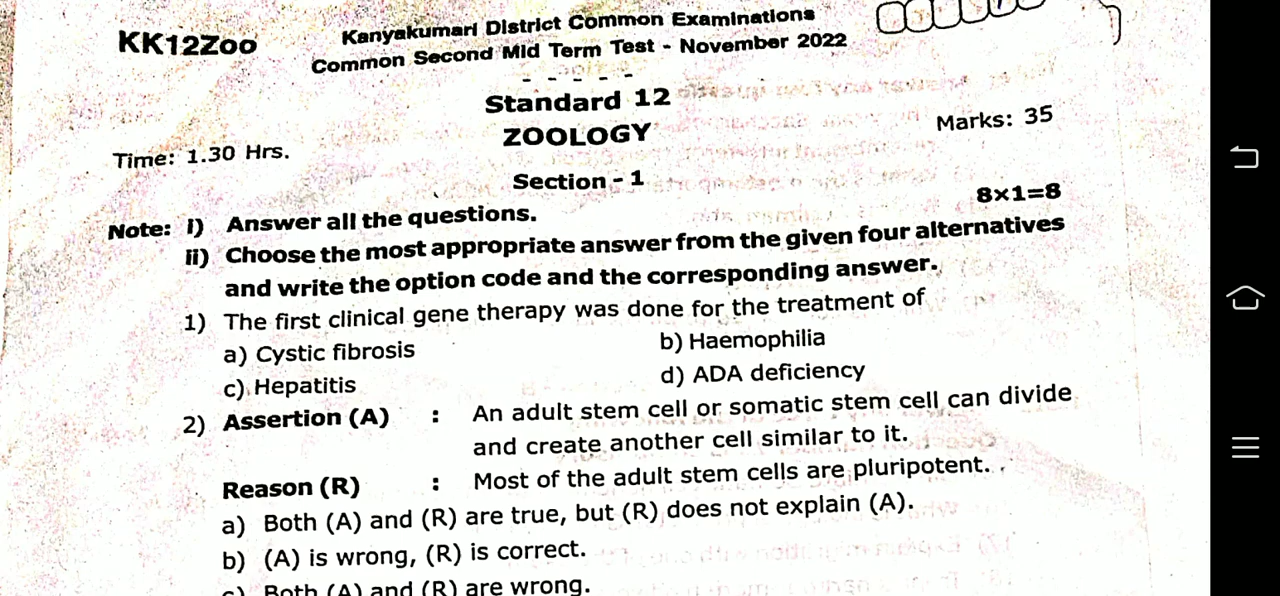 KK12Zoo
Kanyakumari District Common Examinations
Common Second Mid Term Test - November 2022
- - - - -
Standard 12
ZOOLOGY
Time: 1.30 Hrs.
Marks: 35
Section - 1
8×1=8
Note: i) Answer all the questions.
ii) Choose the most appropriate answer from the given four alternatives
and write the option code and the corresponding answer.
1) The first clinical gene therapy was done for the treatment of
a) Cystic fibrosis b) Haemophilia
c) Hepatitis d) ADA deficiency
2) Assertion (A) : An adult stem cell or somatic stem cell can divide
and create another cell similar to it.
Reason (R) : Most of the adult stem cells are pluripotent.
a) Both (A) and (R) are true, but (R) does not explain (A).
b) (A) is wrong, (R) is correct.
c) Both (A) and (R) are wrong.